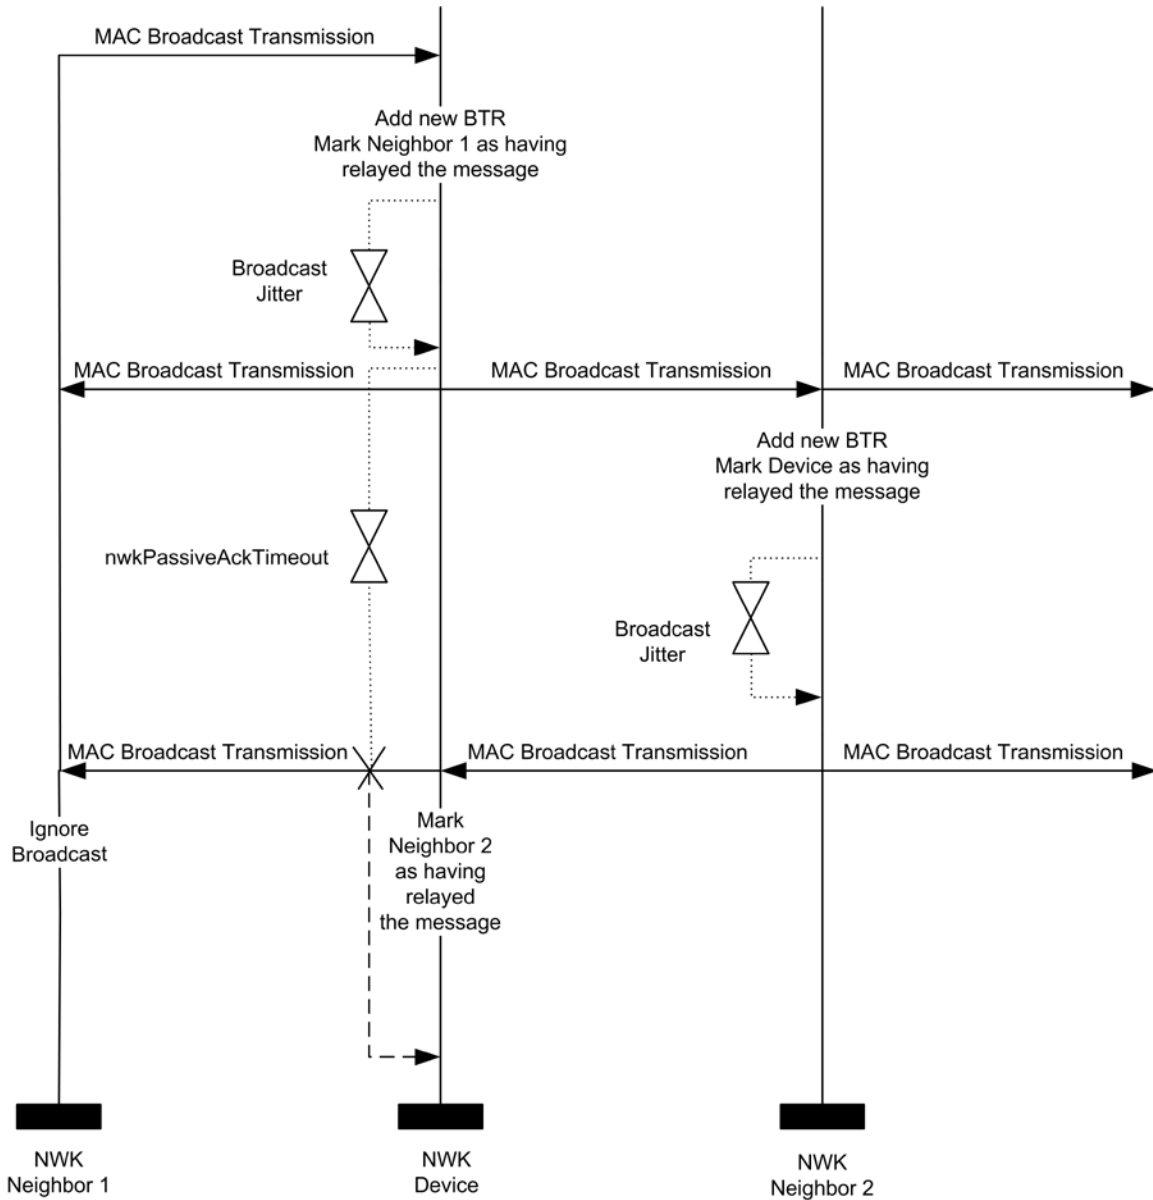 MAC Broadcast Transmission
Add new BTR
Mark Neighbor 1 as having
relayed the message
Broadcast
Jitter
MAC Broadcast Transmission
MAC Broadcast Transmission
MAC Broadcast Transmission
Add new BTR
Mark Device as having
relayed the message
nwkPassiveAckTimeout
Broadcast
Jitter
MAC Broadcast Transmission
MAC Broadcast Transmission
MAC Broadcast Transmission
Ignore
Broadcast
Mark
Neighbor 2
as having
relayed
the message
NWK
Neighbor 1
NWK
Device
NWK
Neighbor 2